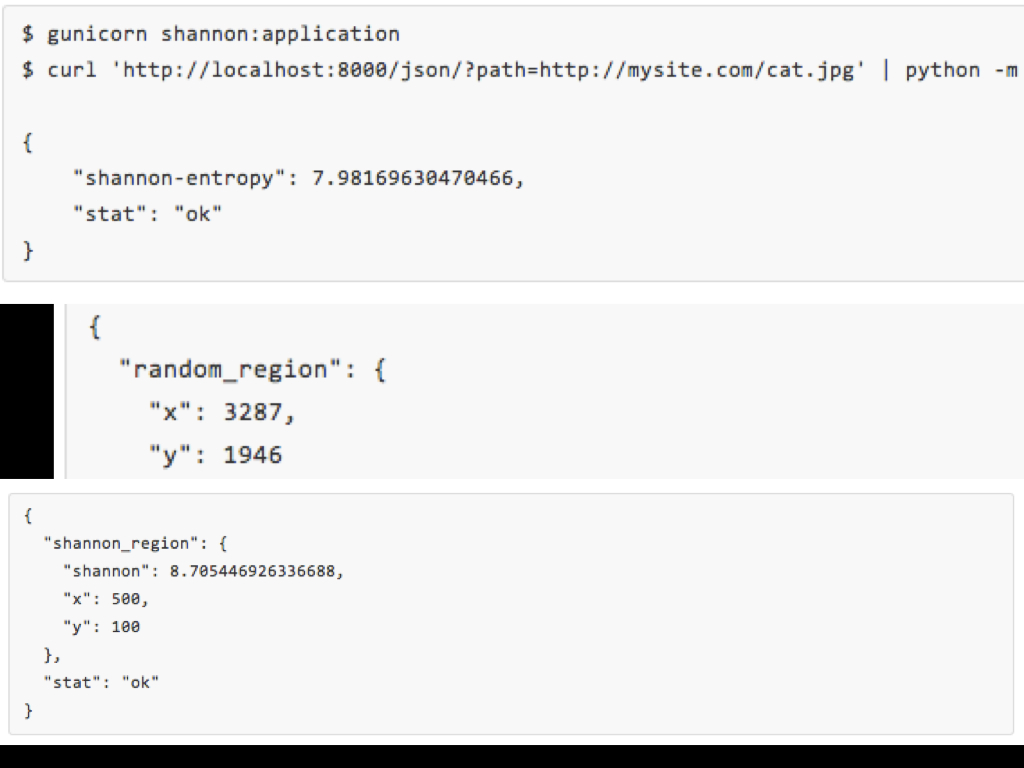 $ gunicorn shannon:application
$ curl 'http://localhost:8000/json/?path=http://mysite.com/cat.jpg' | python -m
{
    "shannon-entropy": 7.98169630470466,
    "stat": "ok"
}
{
  "random_region": {
    "x": 3287,
    "y": 1946
{
  "shannon_region": {
    "shannon": 8.705446926336688,
    "x": 500,
    "y": 100
  },
  "stat": "ok"
}